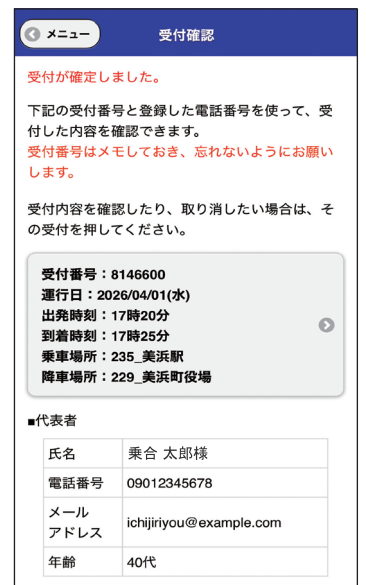 メニュー
受付確認
受付が確定しました。
下記の受付番号と登録した電話番号を使って、受
付した内容を確認できます。
受付番号はメモしておき、忘れないようにお願い
します。
受付内容を確認したり、取り消したい場合は、そ
の受付を押してください。
受付番号：8146600
運行日：2026/04/01(水)
出発時刻：17時20分
到着時刻：17時25分
乗車場所：235_美浜駅
降車場所：229_美浜町役場
■代表者
氏名 乗合 太郎様
電話番号 09012345678
メール
アドレス ichijiriyou@example.com
年齢 40代